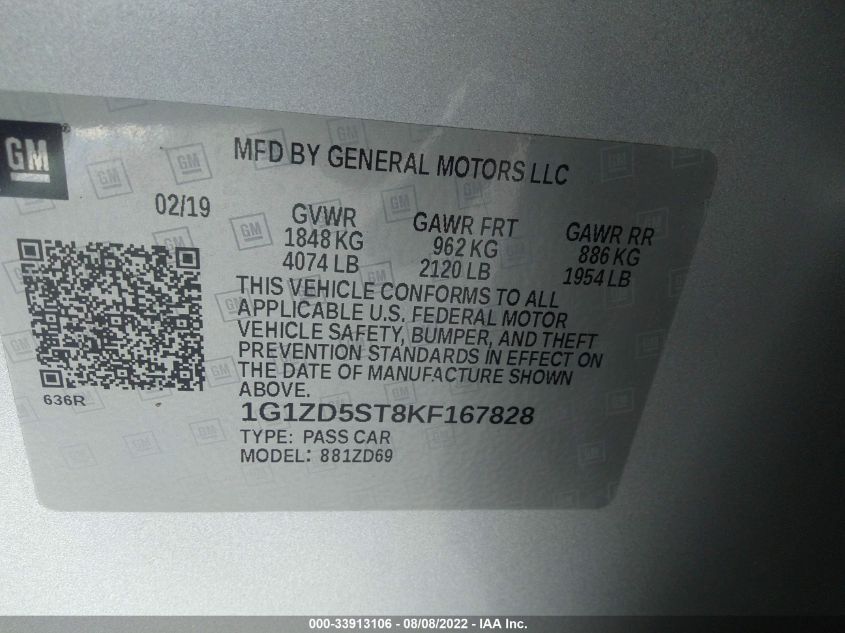 GM
®
MFD BY GENERAL MOTORS LLC
02/19
GVWR
1848 KG
4074 LB
GAWR FRT
962 KG
2120 LB
GAWR RR
886 KG
1954 LB
THIS VEHICLE CONFORMS TO ALL
APPLICABLE U.S. FEDERAL MOTOR
VEHICLE SAFETY, BUMPER, AND THEFT
PREVENTION STANDARDS IN EFFECT ON
THE DATE OF MANUFACTURE SHOWN
ABOVE.
636R
1G1ZD5ST8KF167828
TYPE: PASS CAR
MODEL: 881ZD69
000-33913106 - 08/08/2022 - IAA Inc.